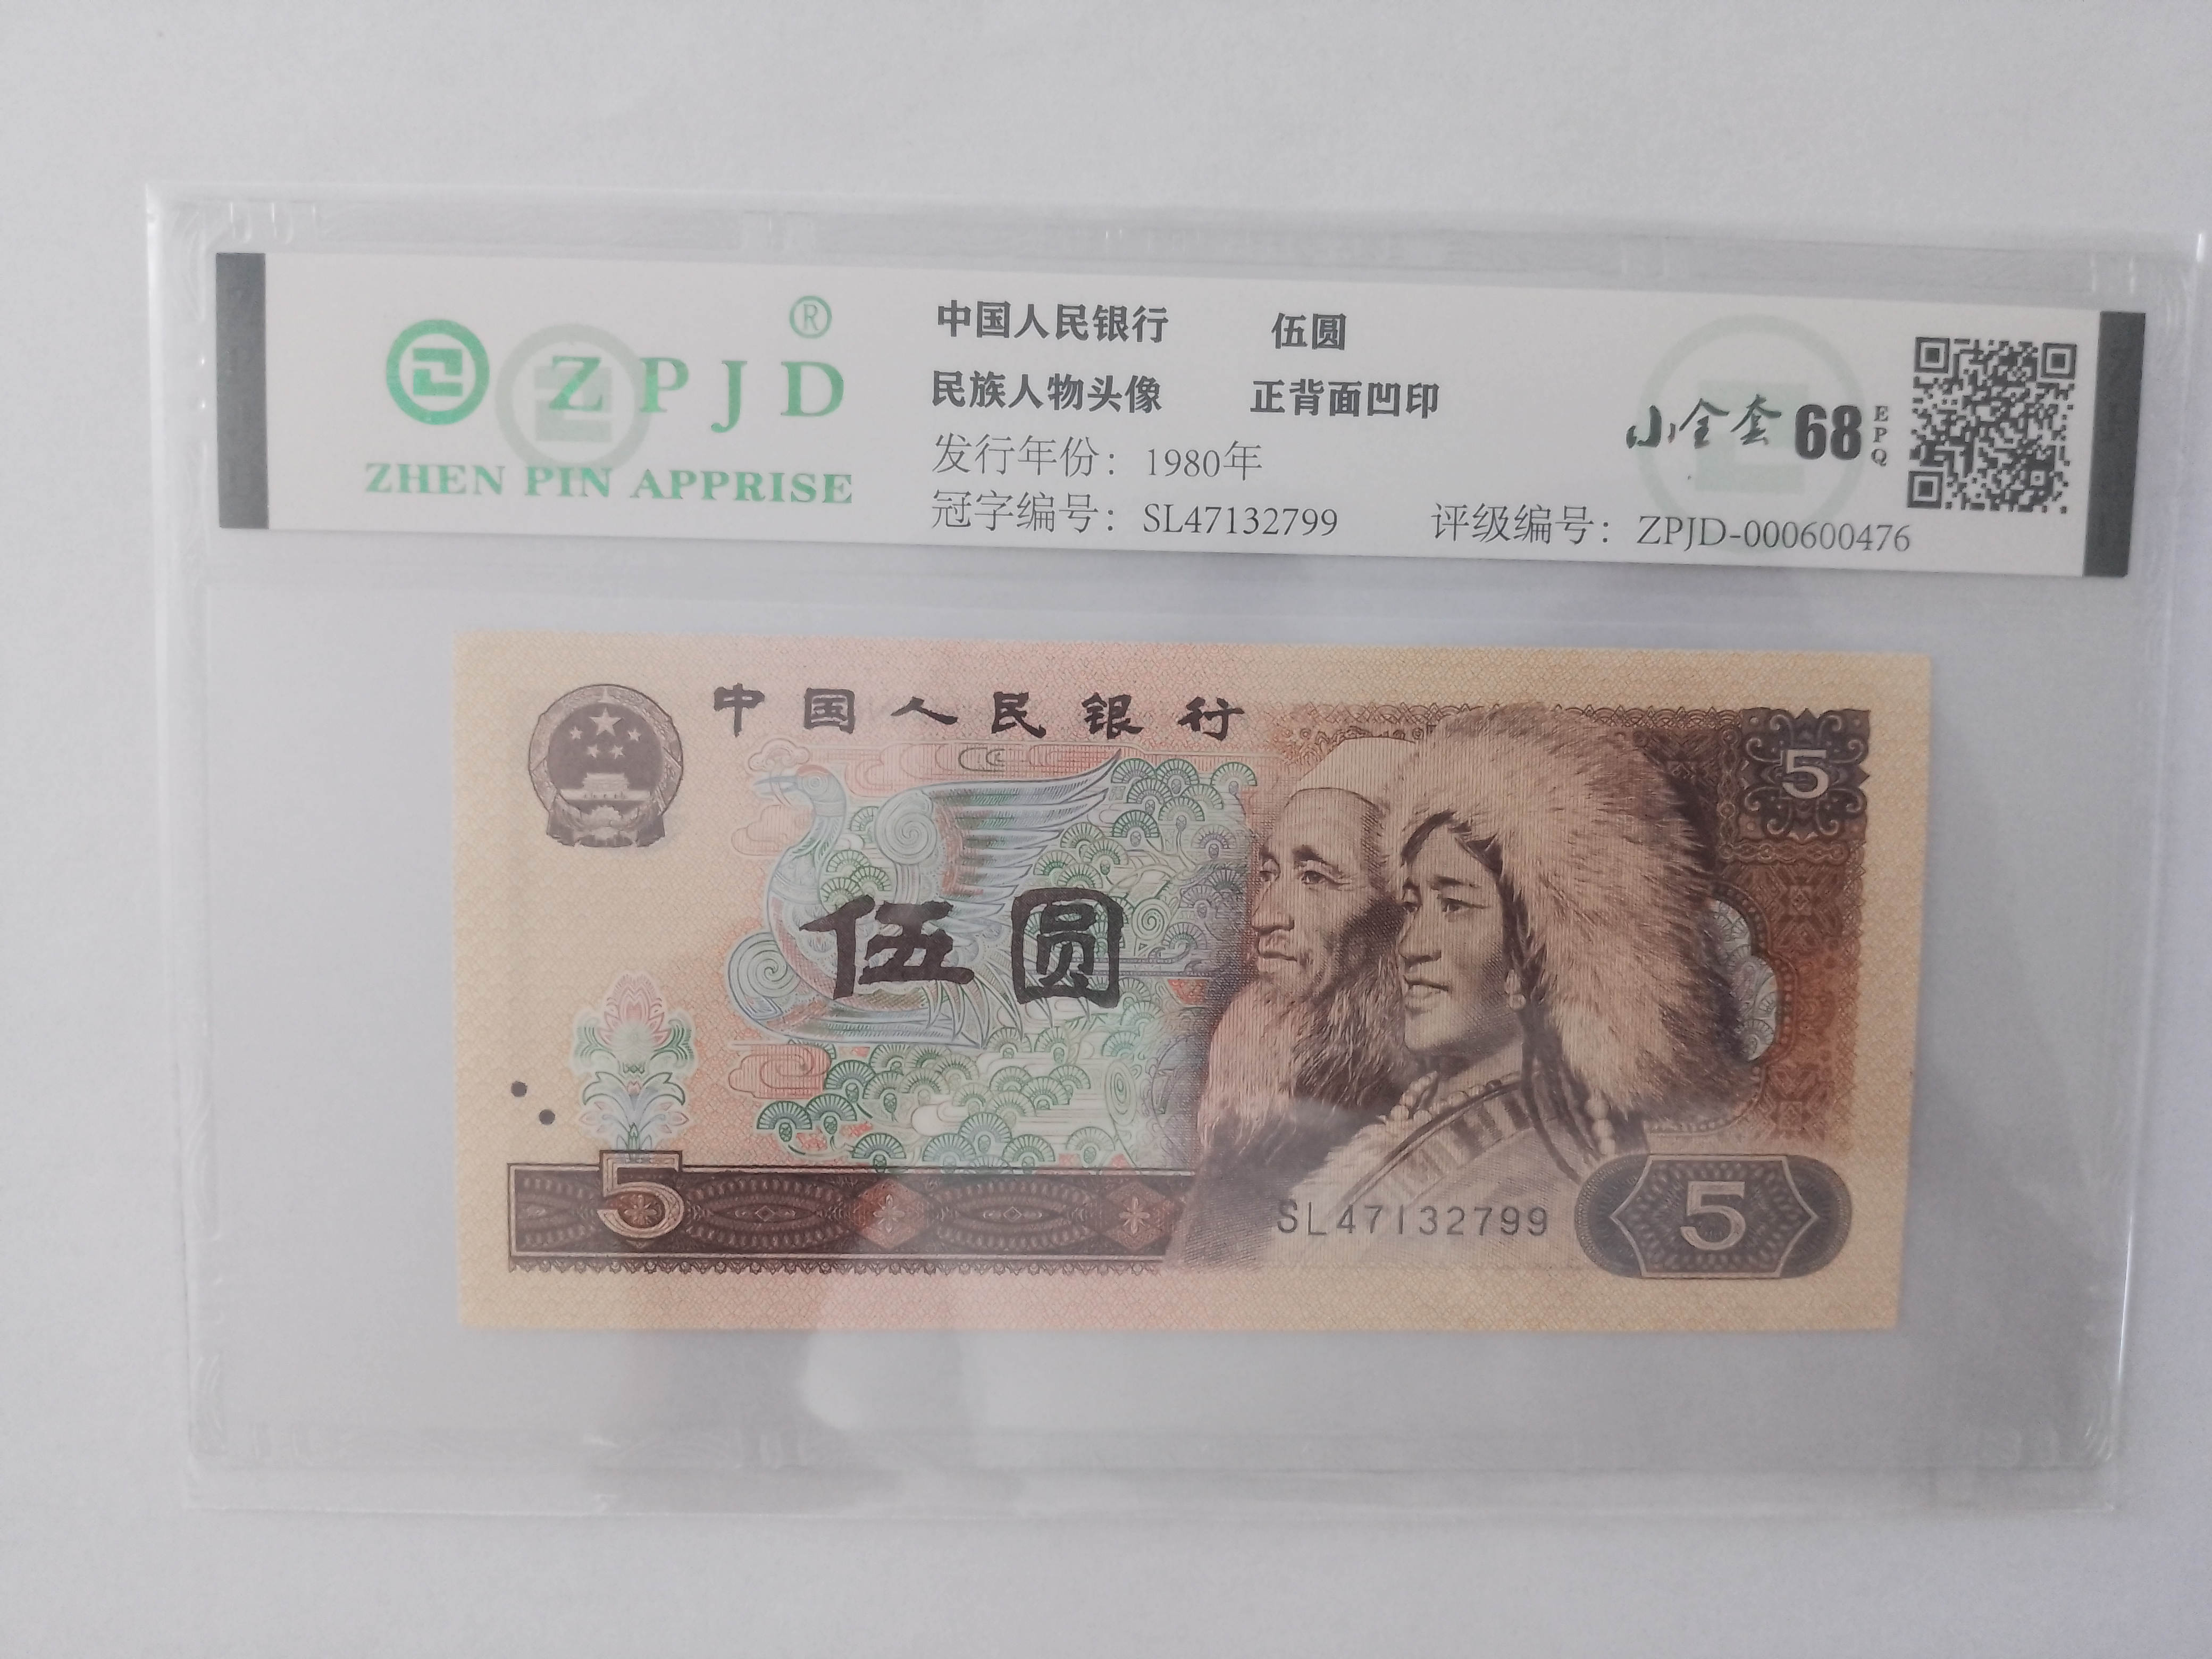 ®
ZPJD
ZHEN PIN APPRISE
中国人民银行 伍圆
民族人物头像 正背面凹印
发行年份：1980年
冠字编号：SL47132799 评级编号：ZPJD-000600476
小全套 68 EPQ
中国人民银行
5
伍圆
5
SL47132799
5